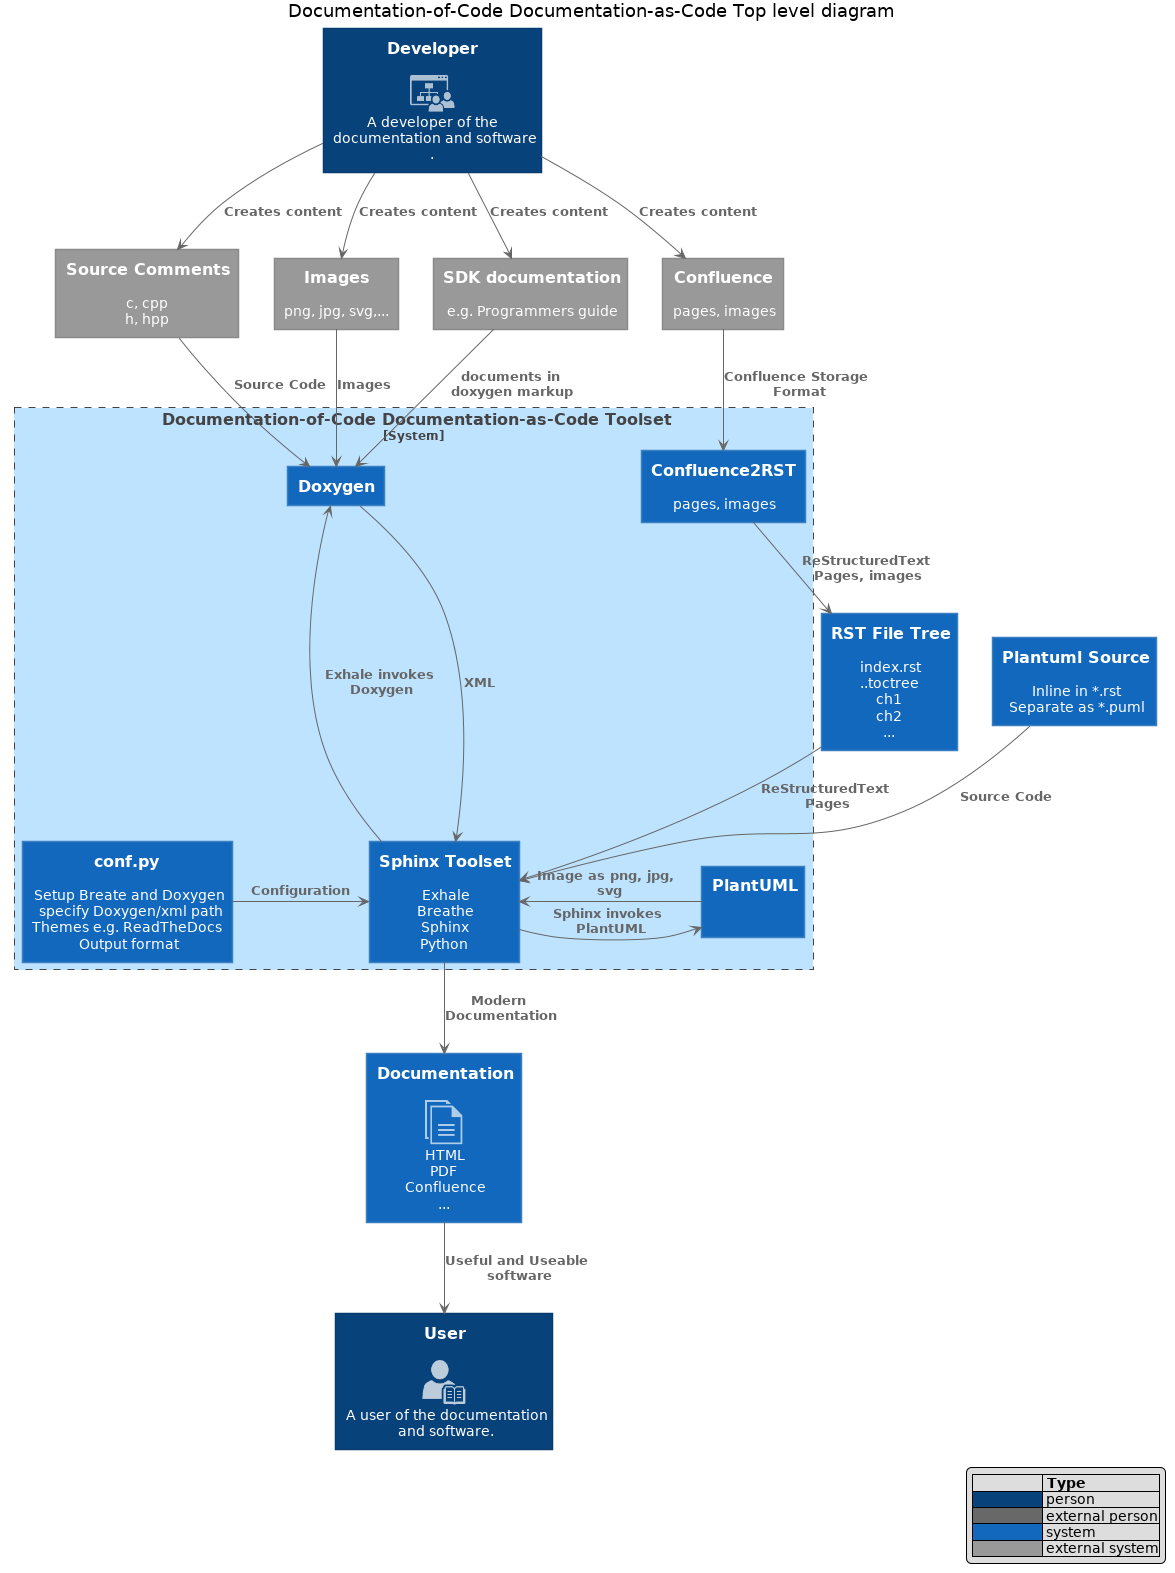 Documentation-of-Code Documentation-as-Code Top level diagram
Developer
A developer of the
documentation and software
.
Creates content
Creates content
Creates content
Creates content
Source Comments
c, cpp
h, hpp
Images
png, jpg, svg,...
SDK documentation
e.g. Programmers guide
Confluence
pages, images
Source Code
Images
documents in
doxygen markup
Confluence Storage
Format
Documentation-of-Code Documentation-as-Code Toolset
[System]
Doxygen
Confluence2RST
pages, images
ReStructuredText
Pages, images
RST File Tree
index.rst
..toctree
ch1
ch2
...
Plantuml Source
Inline in *.rst
Separate as *.puml
Exhale invokes
Doxygen
XML
ReStructuredText
Pages
Source Code
conf.py
Setup Breate and Doxygen
specify Doxygen/xml path
Themes e.g. ReadTheDocs
Output format
Configuration
Sphinx Toolset
Exhale
Breathe
Sphinx
Python
Image as png, jpg,
svg
Sphinx invokes
PlantUML
PlantUML
Modern
Documentation
Documentation
HTML
PDF
Confluence
...
Useful and Useable
software
User
A user of the documentation
and software.
Type
person
external person
system
external system